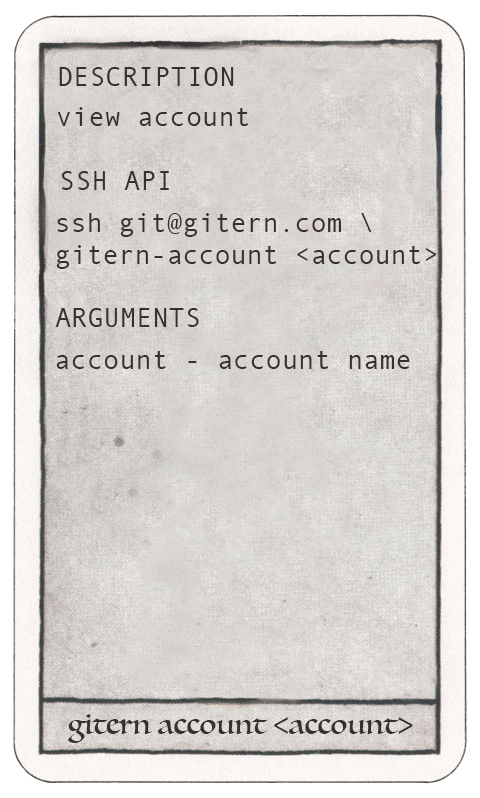 DESCRIPTION
view account
SSH API
ssh git@gitern.com \
gitern-account <account>
ARGUMENTS
account - account name
gitern account <account>